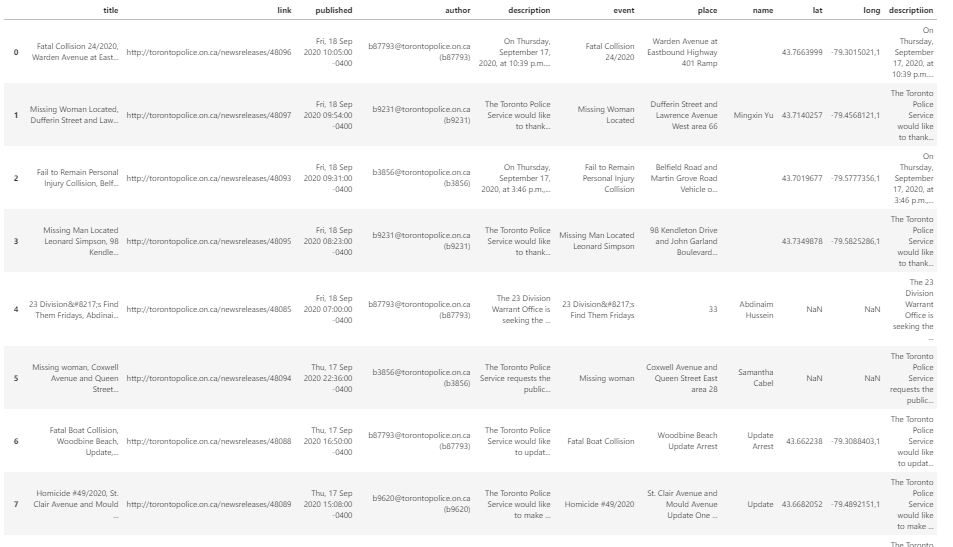 title link published author description event place name lat long descriptiion
0 Fatal Collision 24/2020, Warden Avenue at East... http://torontopolice.on.ca/newsreleases/48096 Fri, 18 Sep 2020 10:05:00 -0400 b87793@torontopolice.on.ca (b87793) On Thursday, September 17, 2020, at 10:39 p.m.... Fatal Collision 24/2020 Warden Avenue at Eastbound Highway 401 Ramp 43.7663999 -79.3015021,1 On Thursday, September 17, 2020, at 10:39 p.m....
1 Missing Woman Located, Dufferin Street and Law... http://torontopolice.on.ca/newsreleases/48097 Fri, 18 Sep 2020 09:54:00 -0400 b9231@torontopolice.on.ca (b9231) The Toronto Police Service would like to thank... Missing Woman Located Dufferin Street and Lawrence Avenue West area 66 Mingxin Yu 43.7140257 -79.4568121,1 The Toronto Police Service would like to thank...
2 Fail to Remain Personal Injury Collision, Belf... http://torontopolice.on.ca/newsreleases/48093 Fri, 18 Sep 2020 09:31:00 -0400 b3856@torontopolice.on.ca (b3856) On Thursday, September 17, 2020, at 3:46 p.m.,... Fail to Remain Personal Injury Collision Belfield Road and Martin Grove Road Vehicle o... 43.7019677 -79.5777356,1 On Thursday, September 17, 2020, at 3:46 p.m.,...
3 Missing Man Located Leonard Simpson, 98 Kendle... http://torontopolice.on.ca/newsreleases/48095 Fri, 18 Sep 2020 08:23:00 -0400 b9231@torontopolice.on.ca (b9231) The Toronto Police Service would like to thank... Missing Man Located Leonard Simpson 98 Kendleton Drive and John Garland Boulevard... 43.7349878 -79.5825286,1 The Toronto Police Service would like to thank...
4 23 Division&#8217;s Find Them Fridays, Abdinai... http://torontopolice.on.ca/newsreleases/48085 Fri, 18 Sep 2020 07:00:00 -0400 b87793@torontopolice.on.ca (b87793) The 23 Division Warrant Office is seeking the ... 23 Division&#8217;s Find Them Fridays 33 Abdinaim Hussein NaN NaN The 23 Division Warrant Office is seeking the ...
5 Missing woman, Coxwell Avenue and Queen Street... http://torontopolice.on.ca/newsreleases/48094 Thu, 17 Sep 2020 22:36:00 -0400 b3856@torontopolice.on.ca (b3856) The Toronto Police Service requests the public... Missing woman Coxwell Avenue and Queen Street East area 28 Samantha Cabel NaN NaN The Toronto Police Service requests the public...
6 Fatal Boat Collision, Woodbine Beach, Update,... http://torontopolice.on.ca/newsreleases/48088 Thu, 17 Sep 2020 16:50:00 -0400 b87793@torontopolice.on.ca (b87793) The Toronto Police Service would like to updat... Fatal Boat Collision Woodbine Beach Update Arrest Update Arrest 43.662238 -79.3088403,1 The Toronto Police Service would like to updat...
7 Homicide #49/2020, St. Clair Avenue and Mould ... http://torontopolice.on.ca/newsreleases/48089 Thu, 17 Sep 2020 15:08:00 -0400 b9620@torontopolice.on.ca (b9620) The Toronto Police Service would like to make ... Homicide #49/2020 St. Clair Avenue and Mould Avenue Update One ... Update 43.6682052 -79.4892151,1 The Toronto Police Service would like to make ...
The Toronto